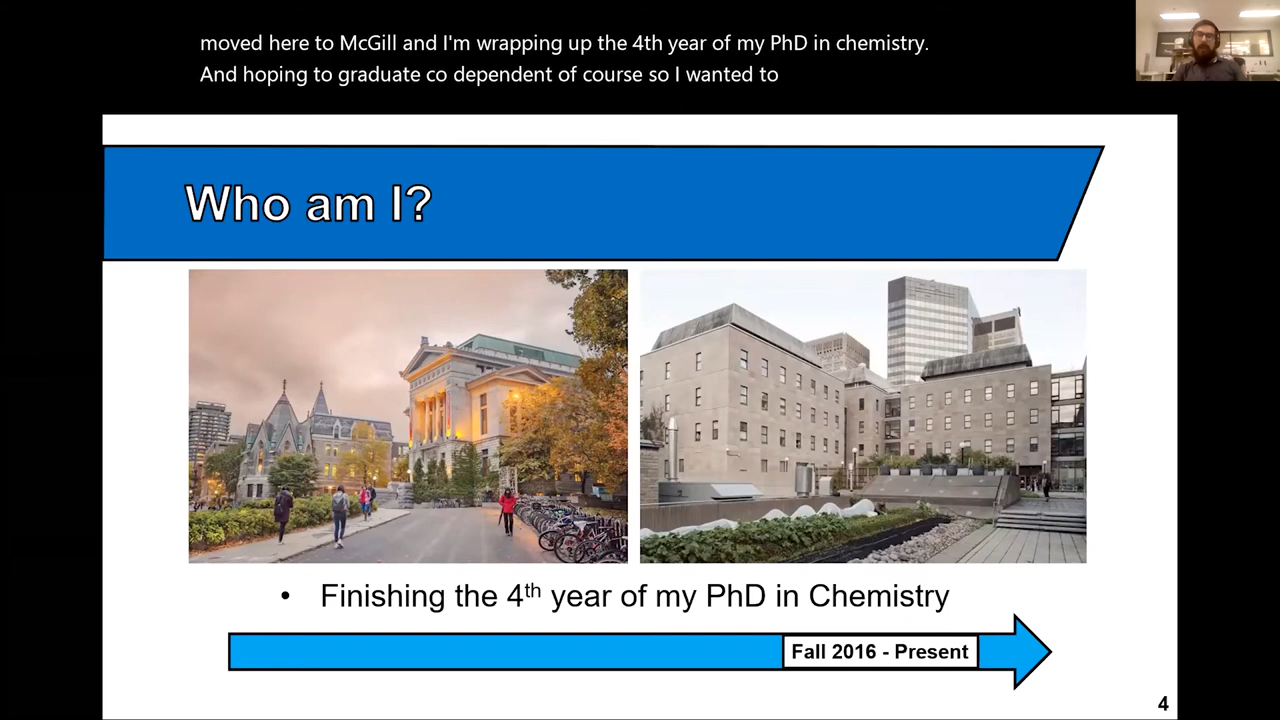 moved here to McGill and I'm wrapping up the 4th year of my PhD in chemistry.
And hoping to graduate co dependent of course so I wanted to
Who am I?
• Finishing the 4th year of my PhD in Chemistry
Fall 2016 - Present
4